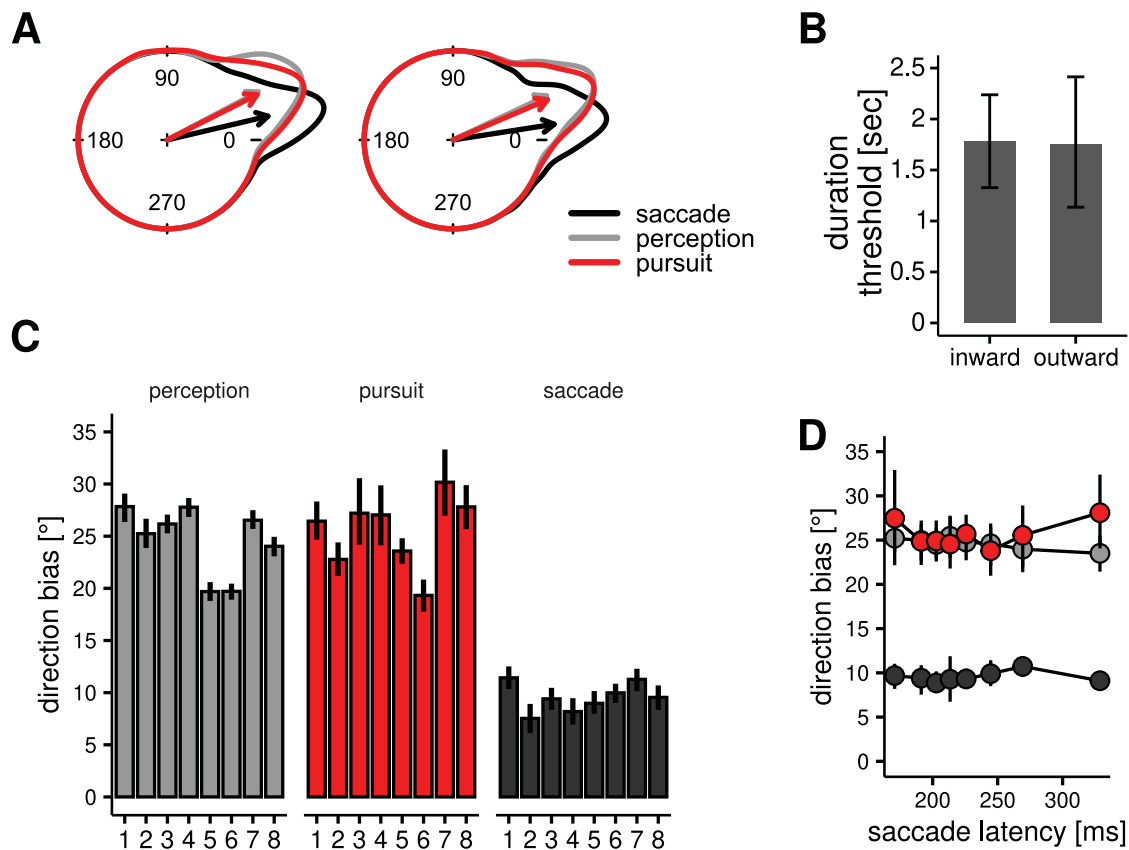 A
90
180
0
270
90
180
0
270
saccade
perception
pursuit
B
duration
threshold [sec]
2.5
2
1.5
1
0.5
0
inward outward
C
perception pursuit saccade
direction bias [°]
35
30
25
20
15
10
5
0
1 2 3 4 5 6 7 8 1 2 3 4 5 6 7 8 1 2 3 4 5 6 7 8
D
direction bias [°]
35
30
25
20
15
10
5
0
200 250 300
saccade latency [ms]